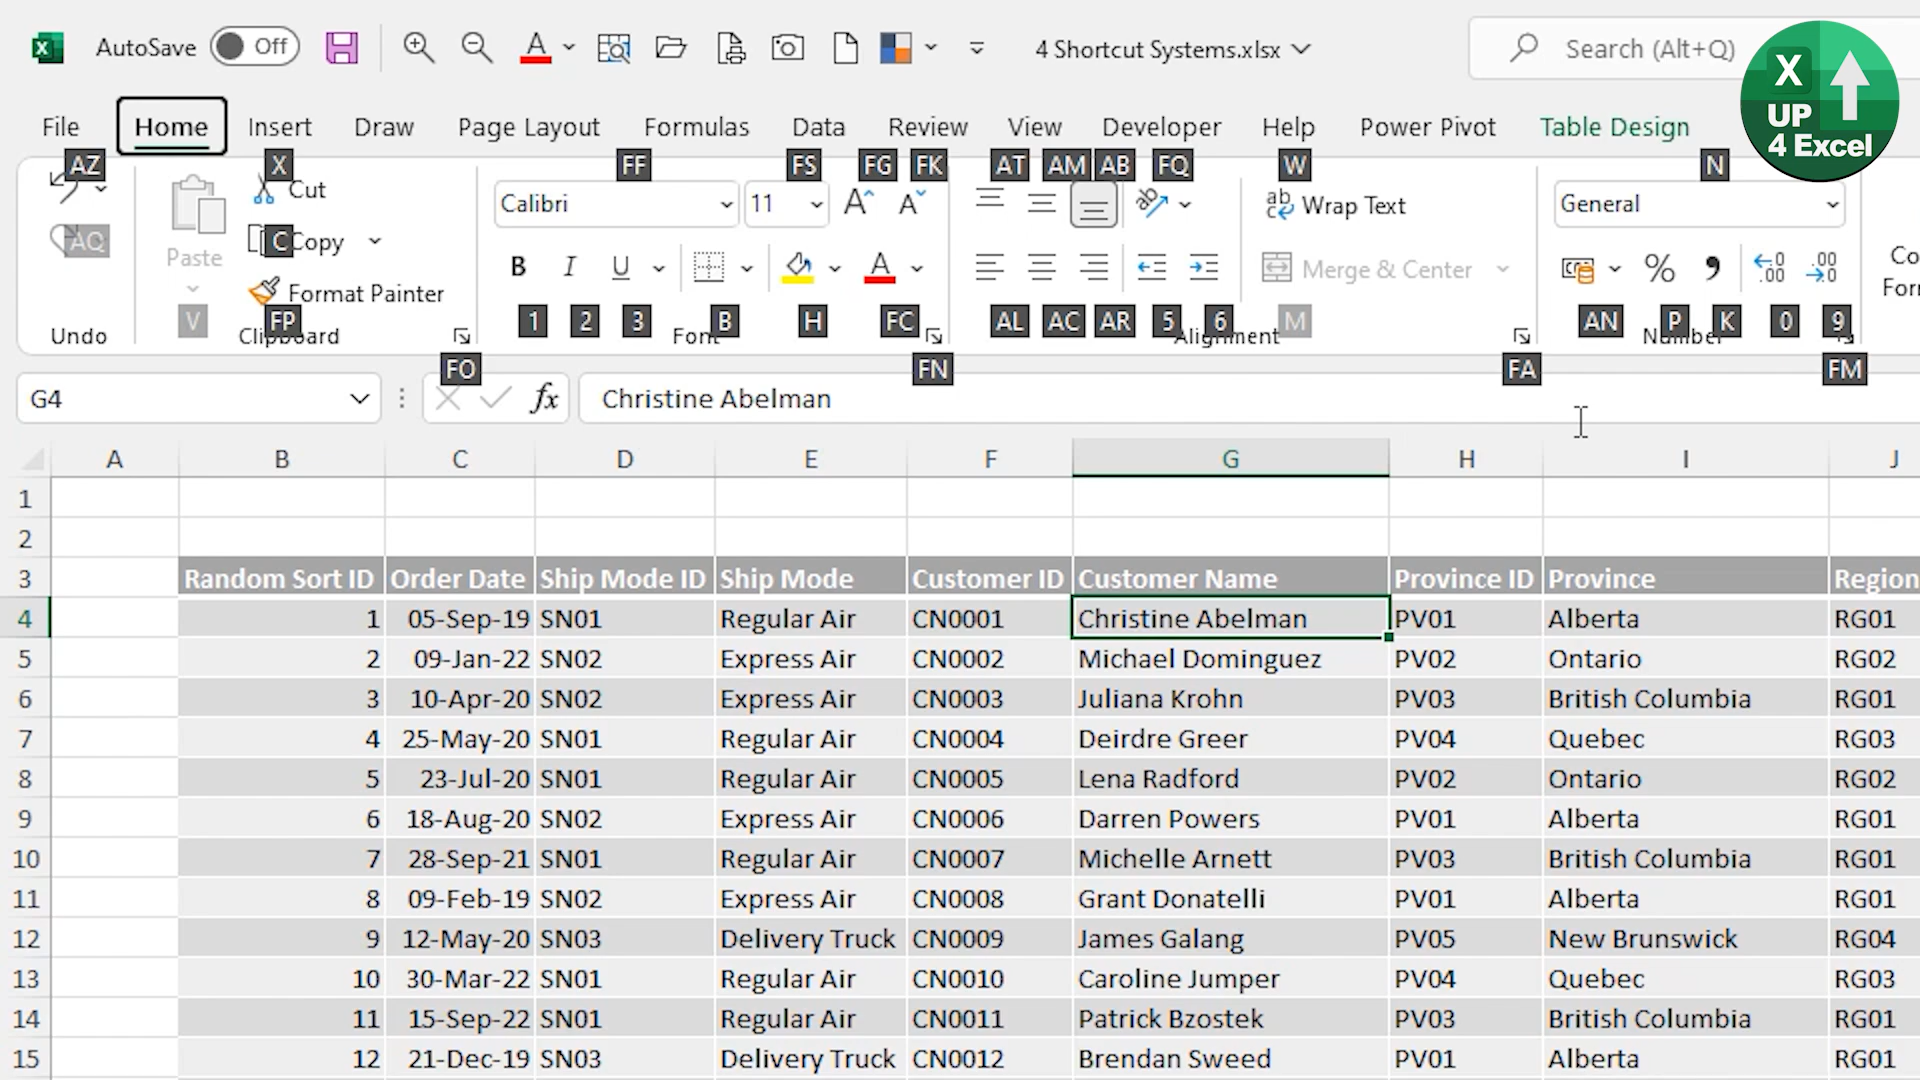 AutoSave Off 4 Shortcut Systems.xlsx Search (Alt+Q)
X
UP
4 Excel
File Home Insert Draw Page Layout Formulas Data Review View Developer Help Power Pivot Table Design
AZ X FF FS FG FK AT AM AB FQ W N
Cut Calibri 11 Wrap Text General
AQ Paste C Copy B I U Merge & Center % Co
Format Painter Form
V FP 1 2 3 B H FC AL AC AR 5 6 M AN P K 0 9
Undo Clipboard Font Alignment Number
FO FN FA FM
G4 fx Christine Abelman
A B C D E F G H I J
1
2
3 Random Sort ID Order Date Ship Mode ID Ship Mode Customer ID Customer Name Province ID Province Region
4 1 05-Sep-19 SN01 Regular Air CN0001 Christine Abelman PV01 Alberta RG01
5 2 09-Jan-22 SN02 Express Air CN0002 Michael Dominguez PV02 Ontario RG02
6 3 10-Apr-20 SN02 Express Air CN0003 Juliana Krohn PV03 British Columbia RG01
7 4 25-May-20 SN01 Regular Air CN0004 Deirdre Greer PV04 Quebec RG03
8 5 23-Jul-20 SN01 Regular Air CN0005 Lena Radford PV02 Ontario RG02
9 6 18-Aug-20 SN02 Express Air CN0006 Darren Powers PV01 Alberta RG01
10 7 28-Sep-21 SN01 Regular Air CN0007 Michelle Arnett PV03 British Columbia RG01
11 8 09-Feb-19 SN02 Express Air CN0008 Grant Donatelli PV01 Alberta RG01
12 9 12-May-20 SN03 Delivery Truck CN0009 James Galang PV05 New Brunswick RG04
13 10 30-Mar-22 SN01 Regular Air CN0010 Caroline Jumper PV04 Quebec RG03
14 11 15-Sep-22 SN01 Regular Air CN0011 Patrick Bzostek PV03 British Columbia RG01
15 12 21-Dec-19 SN03 Delivery Truck CN0012 Brendan Sweed PV01 Alberta RG01